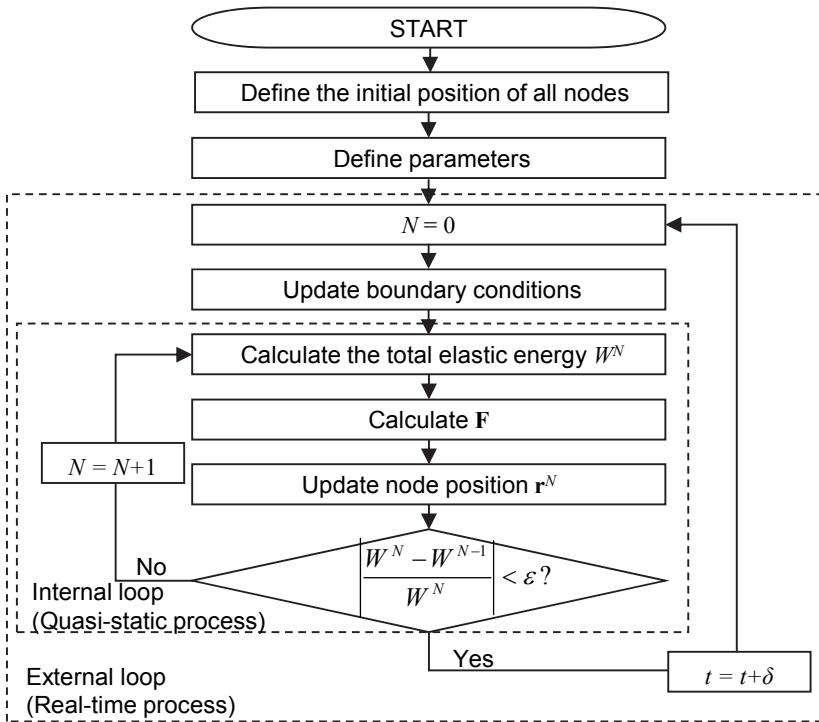 START
Define the initial position of all nodes
Define parameters
N = 0
Update boundary conditions
Calculate the total elastic energy W^N
Calculate F
N = N+1
Update node position r^N
|W^N − W^{N−1} / W^N| < ε ?
No
Internal loop
(Quasi-static process)
Yes
t = t+δ
External loop
(Real-time process)